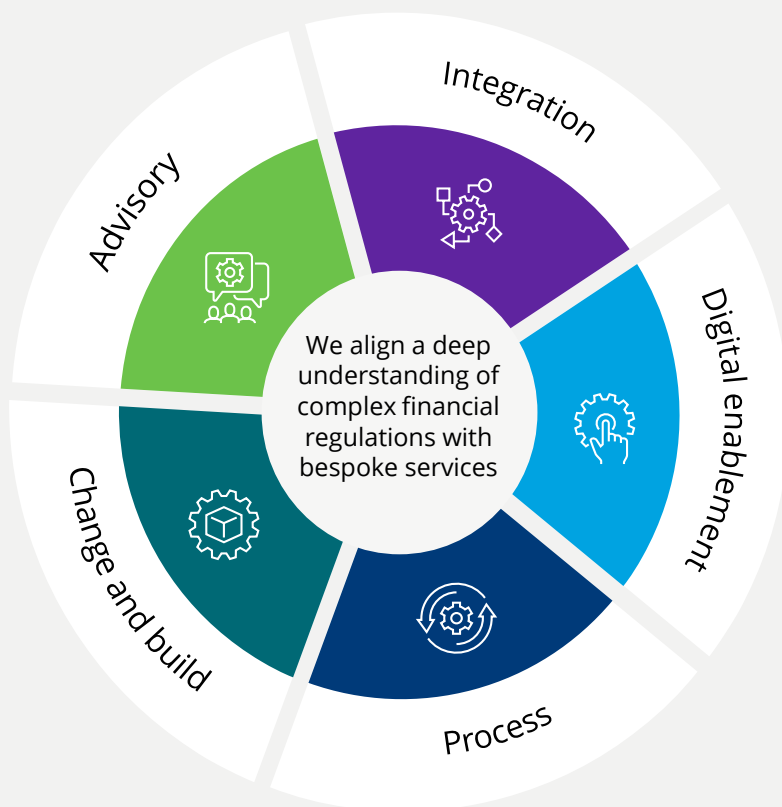 Integration
Digital enablement
Process
Change and build
Advisory
We align a deep
understanding of
complex financial
regulations with
bespoke services